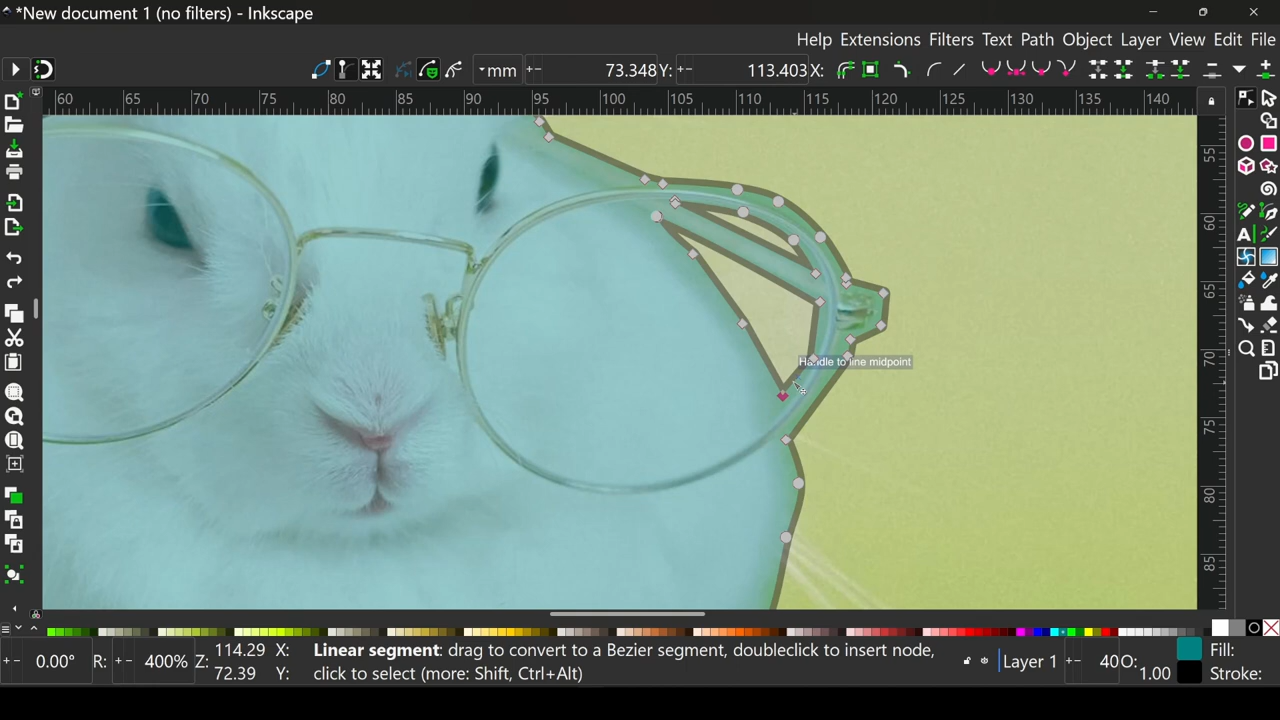 *New document 1 (no filters) - Inkscape
Help Extensions Filters Text Path Object Layer View Edit File
mm 73.348 Y: 113.403 X:
60 65 70 75 80 85 90 95 100 105 110 115 120 125 130 135 140
55
60
65
70
75
80
85
Handle to line midpoint
0.00° R: 400% Z: 114.29 X: Linear segment: drag to convert to a Bezier segment, doubleclick to insert node, Layer 1 40 O: Fill:
72.39 Y: click to select (more: Shift, Ctrl+Alt) 1.00 Stroke: